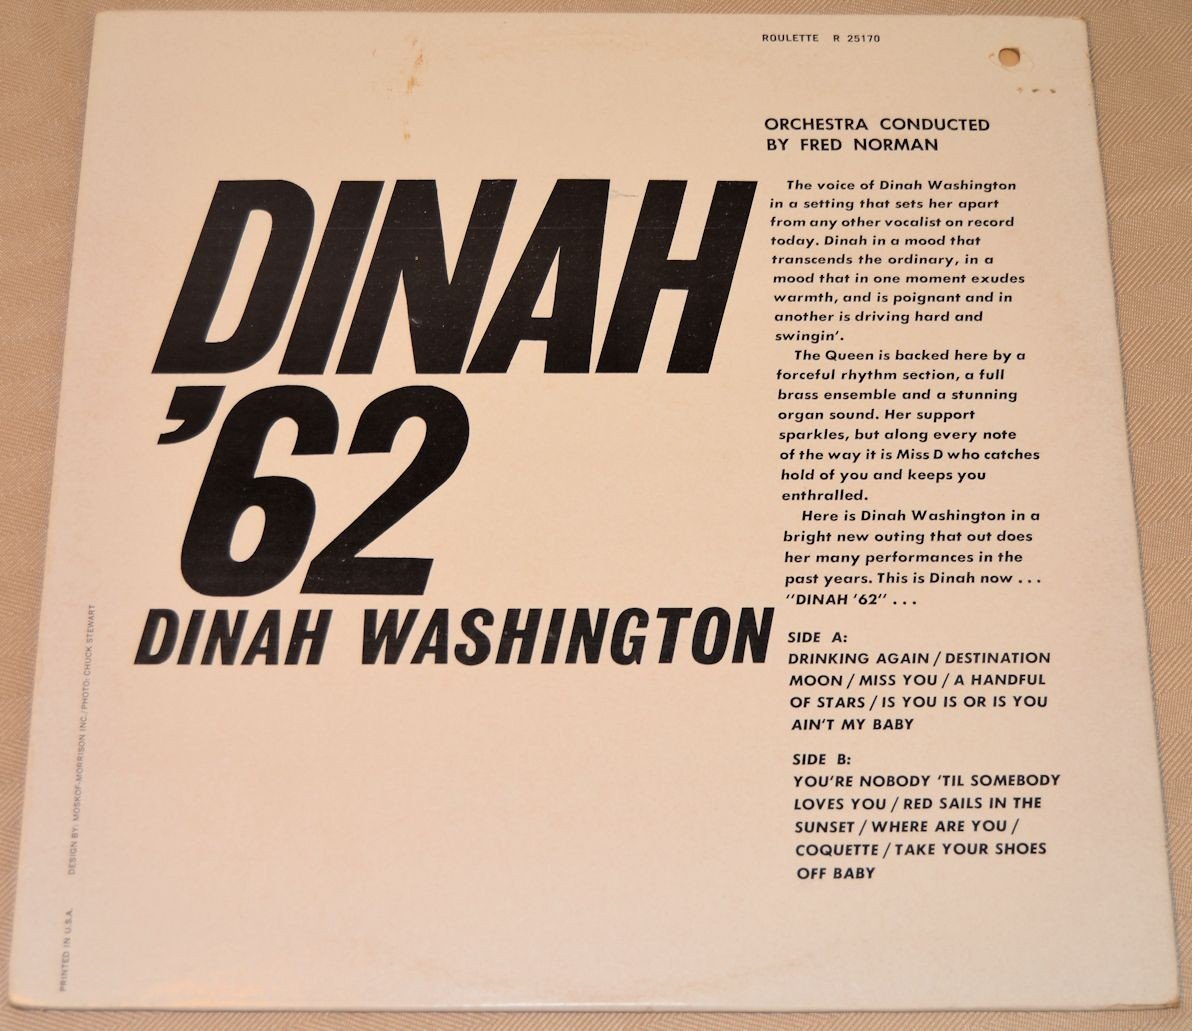 ROULETTE R 25170
ORCHESTRA CONDUCTED
BY FRED NORMAN
DINAH
'62
DINAH WASHINGTON
The voice of Dinah Washington
in a setting that sets her apart
from any other vocalist on record
today. Dinah in a mood that
transcends the ordinary, in a
mood that in one moment exudes
warmth, and is poignant and in
another is driving hard and
swingin'.
The Queen is backed here by a
forceful rhythm section, a full
brass ensemble and a stunning
organ sound. Her support
sparkles, but along every note
of the way it is Miss D who catches
hold of you and keeps you
enthralled.
Here is Dinah Washington in a
bright new outing that out does
her many performances in the
past years. This is Dinah now . . .
"DINAH '62" . . .
SIDE A:
DRINKING AGAIN / DESTINATION
MOON / MISS YOU / A HANDFUL
OF STARS / IS YOU IS OR IS YOU
AIN'T MY BABY
SIDE B:
YOU'RE NOBODY 'TIL SOMEBODY
LOVES YOU / RED SAILS IN THE
SUNSET / WHERE ARE YOU /
COQUETTE / TAKE YOUR SHOES
OFF BABY
PRINTED IN U.S.A. DESIGN BY: MOSKOF-MORRISON INC./PHOTO: CHUCK STEWART